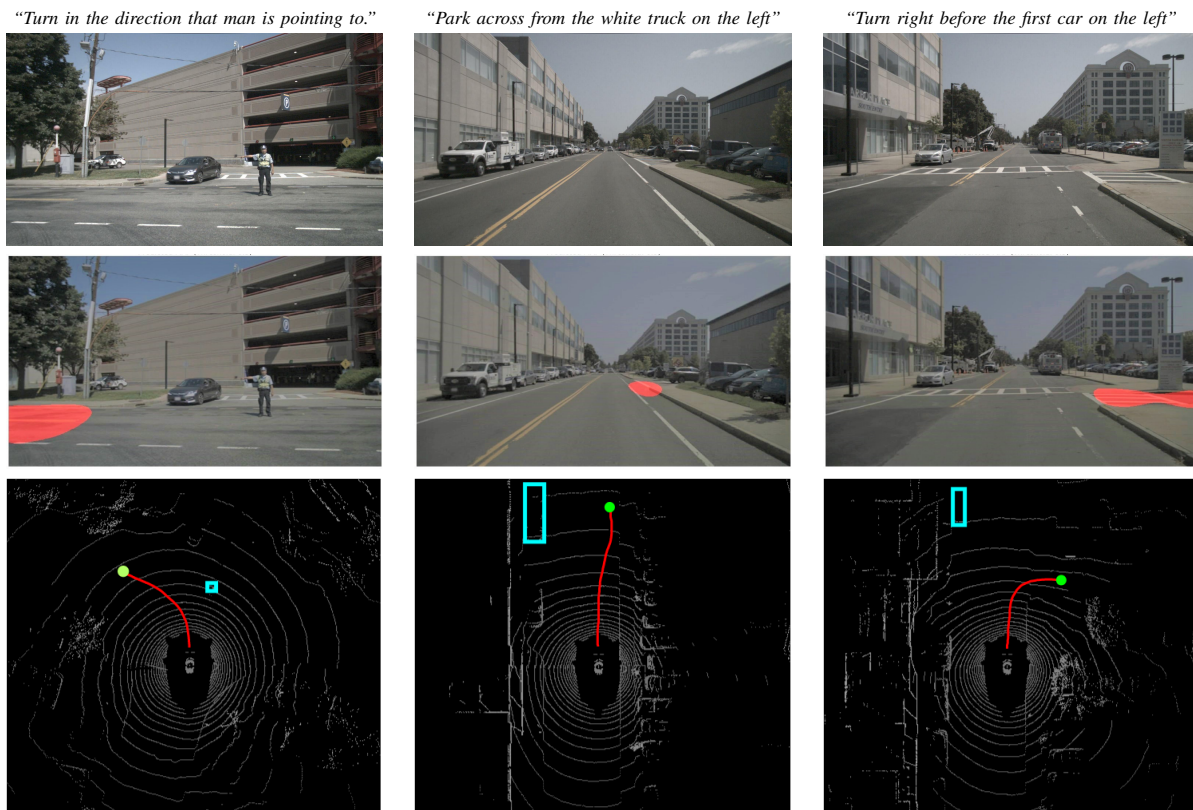 “Turn in the direction that man is pointing to.”
“Park across from the white truck on the left”
“Turn right before the first car on the left”